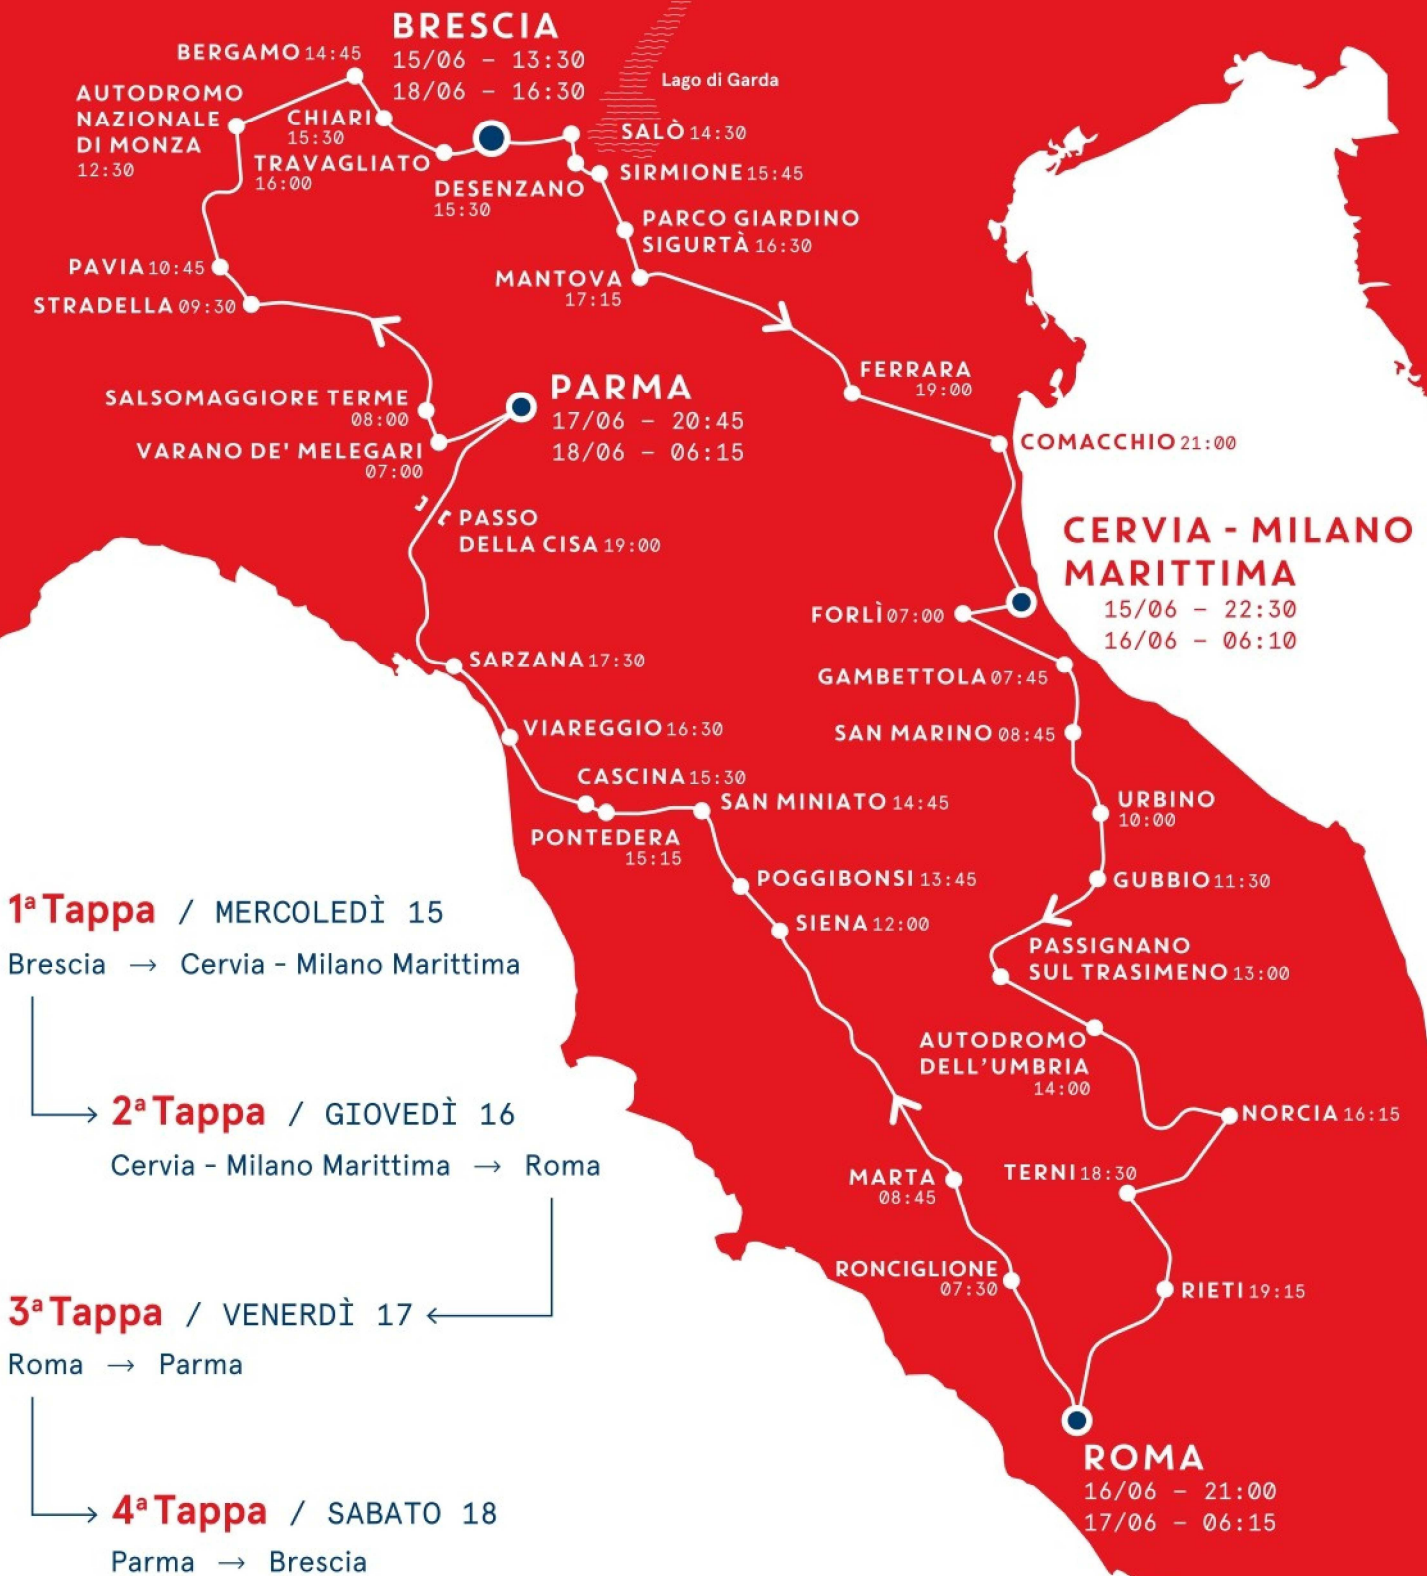 BRESCIA
15/06 – 13:30
18/06 – 16:30
BERGAMO 14:45
Lago di Garda
AUTODROMO
NAZIONALE
DI MONZA
12:30
CHIARI
15:30
TRAVAGLIATO
16:00
SALÒ 14:30
DESENZANO
15:30
SIRMIONE 15:45
PARCO GIARDINO
SIGURTÀ 16:30
PAVIA 10:45
MANTOVA
17:15
STRADELLA 09:30
FERRARA
19:00
PARMA
17/06 – 20:45
18/06 – 06:15
SALSOMAGGIORE TERME
08:00
VARANO DE' MELEGARI
07:00
COMACCHIO 21:00
PASSO
DELLA CISA 19:00
CERVIA - MILANO
MARITTIMA
15/06 – 22:30
16/06 – 06:10
FORLÌ 07:00
SARZANA 17:30
GAMBETTOLA 07:45
VIAREGGIO 16:30
SAN MARINO 08:45
CASCINA 15:30
SAN MINIATO 14:45
URBINO
10:00
PONTEDERA
15:15
POGGIBONSI 13:45
GUBBIO 11:30
SIENA 12:00
PASSIGNANO
SUL TRASIMENO 13:00
AUTODROMO
DELL'UMBRIA
14:00
NORCIA 16:15
MARTA
08:45
TERNI 18:30
RONCIGLIONE
07:30
RIETI 19:15
ROMA
16/06 – 21:00
17/06 – 06:15
1ª Tappa / MERCOLEDÌ 15
Brescia → Cervia - Milano Marittima
2ª Tappa / GIOVEDÌ 16
Cervia - Milano Marittima → Roma
3ª Tappa / VENERDÌ 17
Roma → Parma
4ª Tappa / SABATO 18
Parma → Brescia